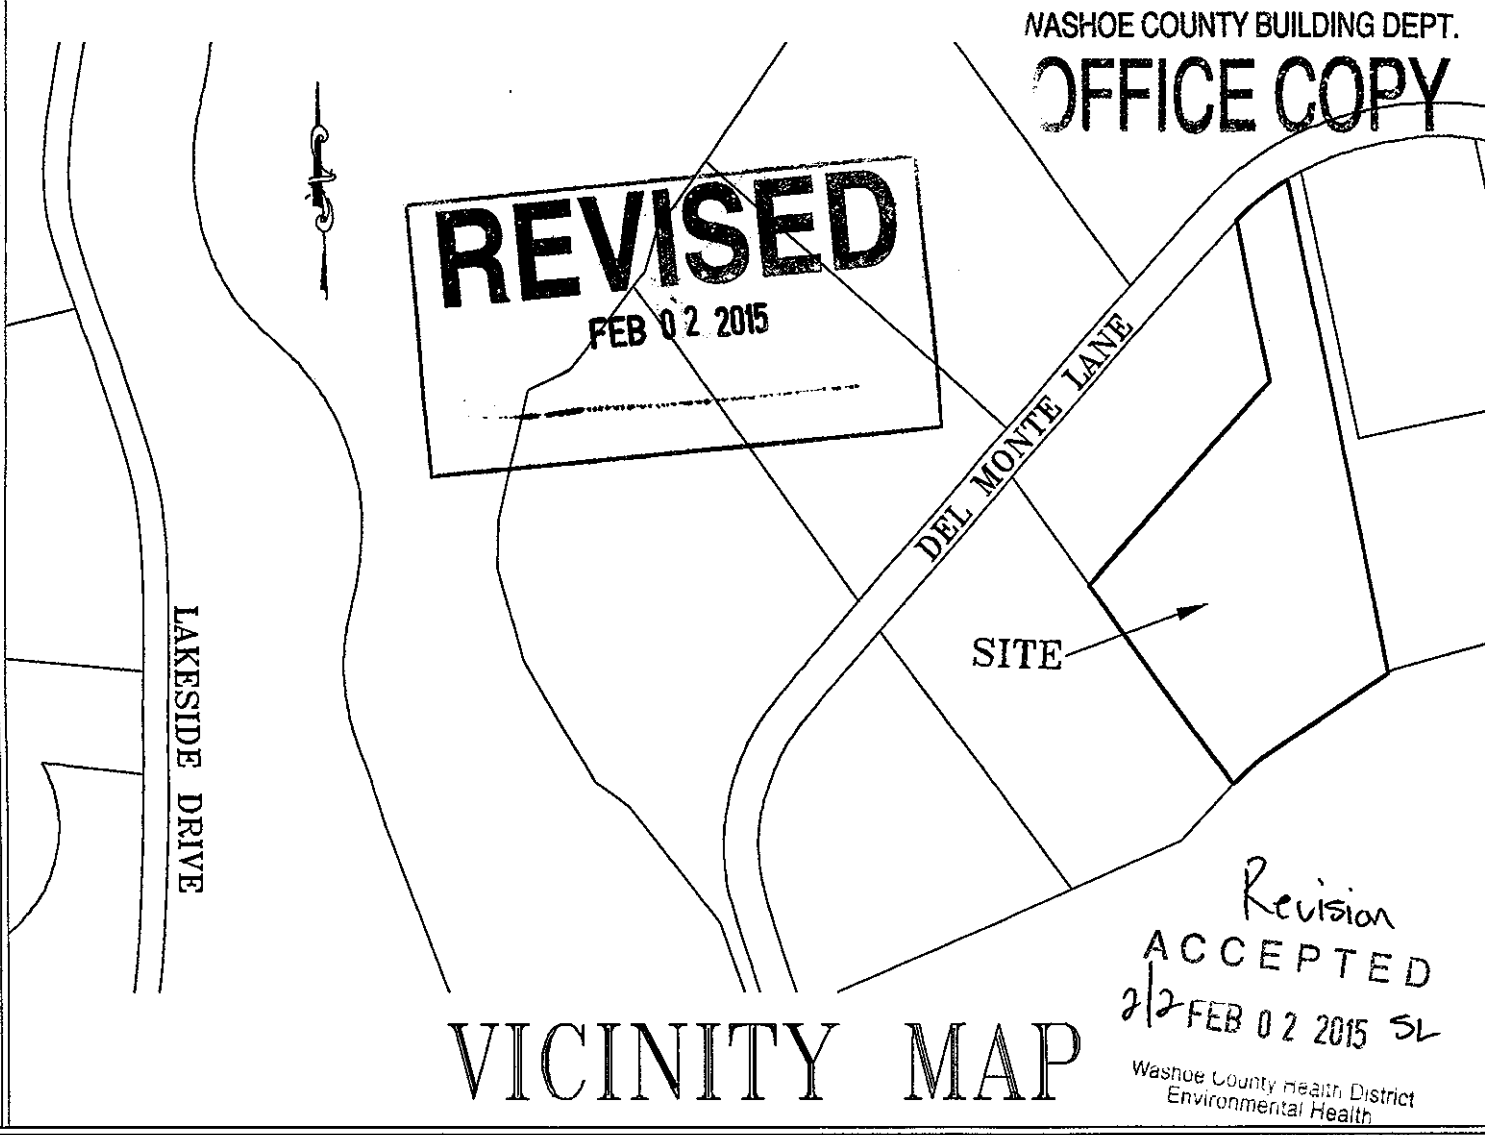 WASHOE COUNTY BUILDING DEPT.
OFFICE COPY
REVISED
FEB 02 2015
DEL MONTE LANE
SITE
LAKESIDE DRIVE
Revision
ACCEPTED
2/2 FEB 02 2015 SL
Washoe County Health District
Environmental Health
VICINITY MAP